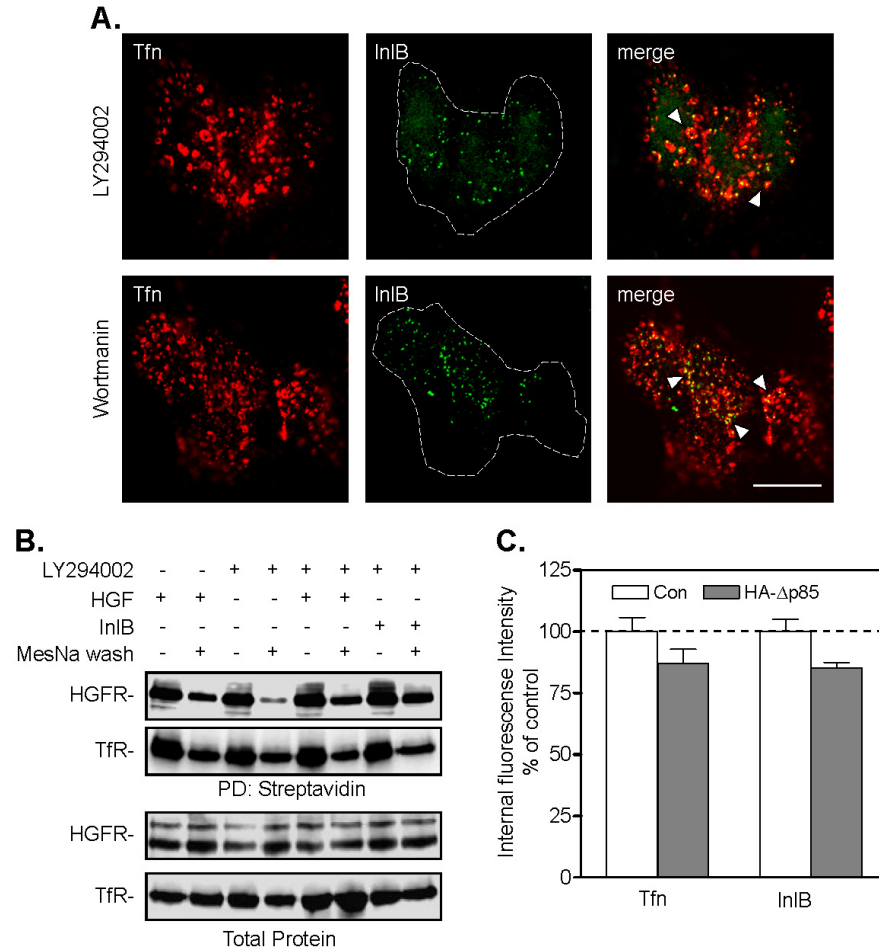 A.
Tfn InlB merge
LY294002
Tfn InlB merge
Wortmanin
B.
LY294002 - - + + + + + +
HGF + + - - + + - -
InlB - - - - - - + +
MesNa wash - + - + - + - +
HGFR-
TfR-
PD: Streptavidin
HGFR-
TfR-
Total Protein
C.
Internal fluorescense Intensity
% of control
125
100
75
50
25
0
Con HA-Δp85
Tfn InlB